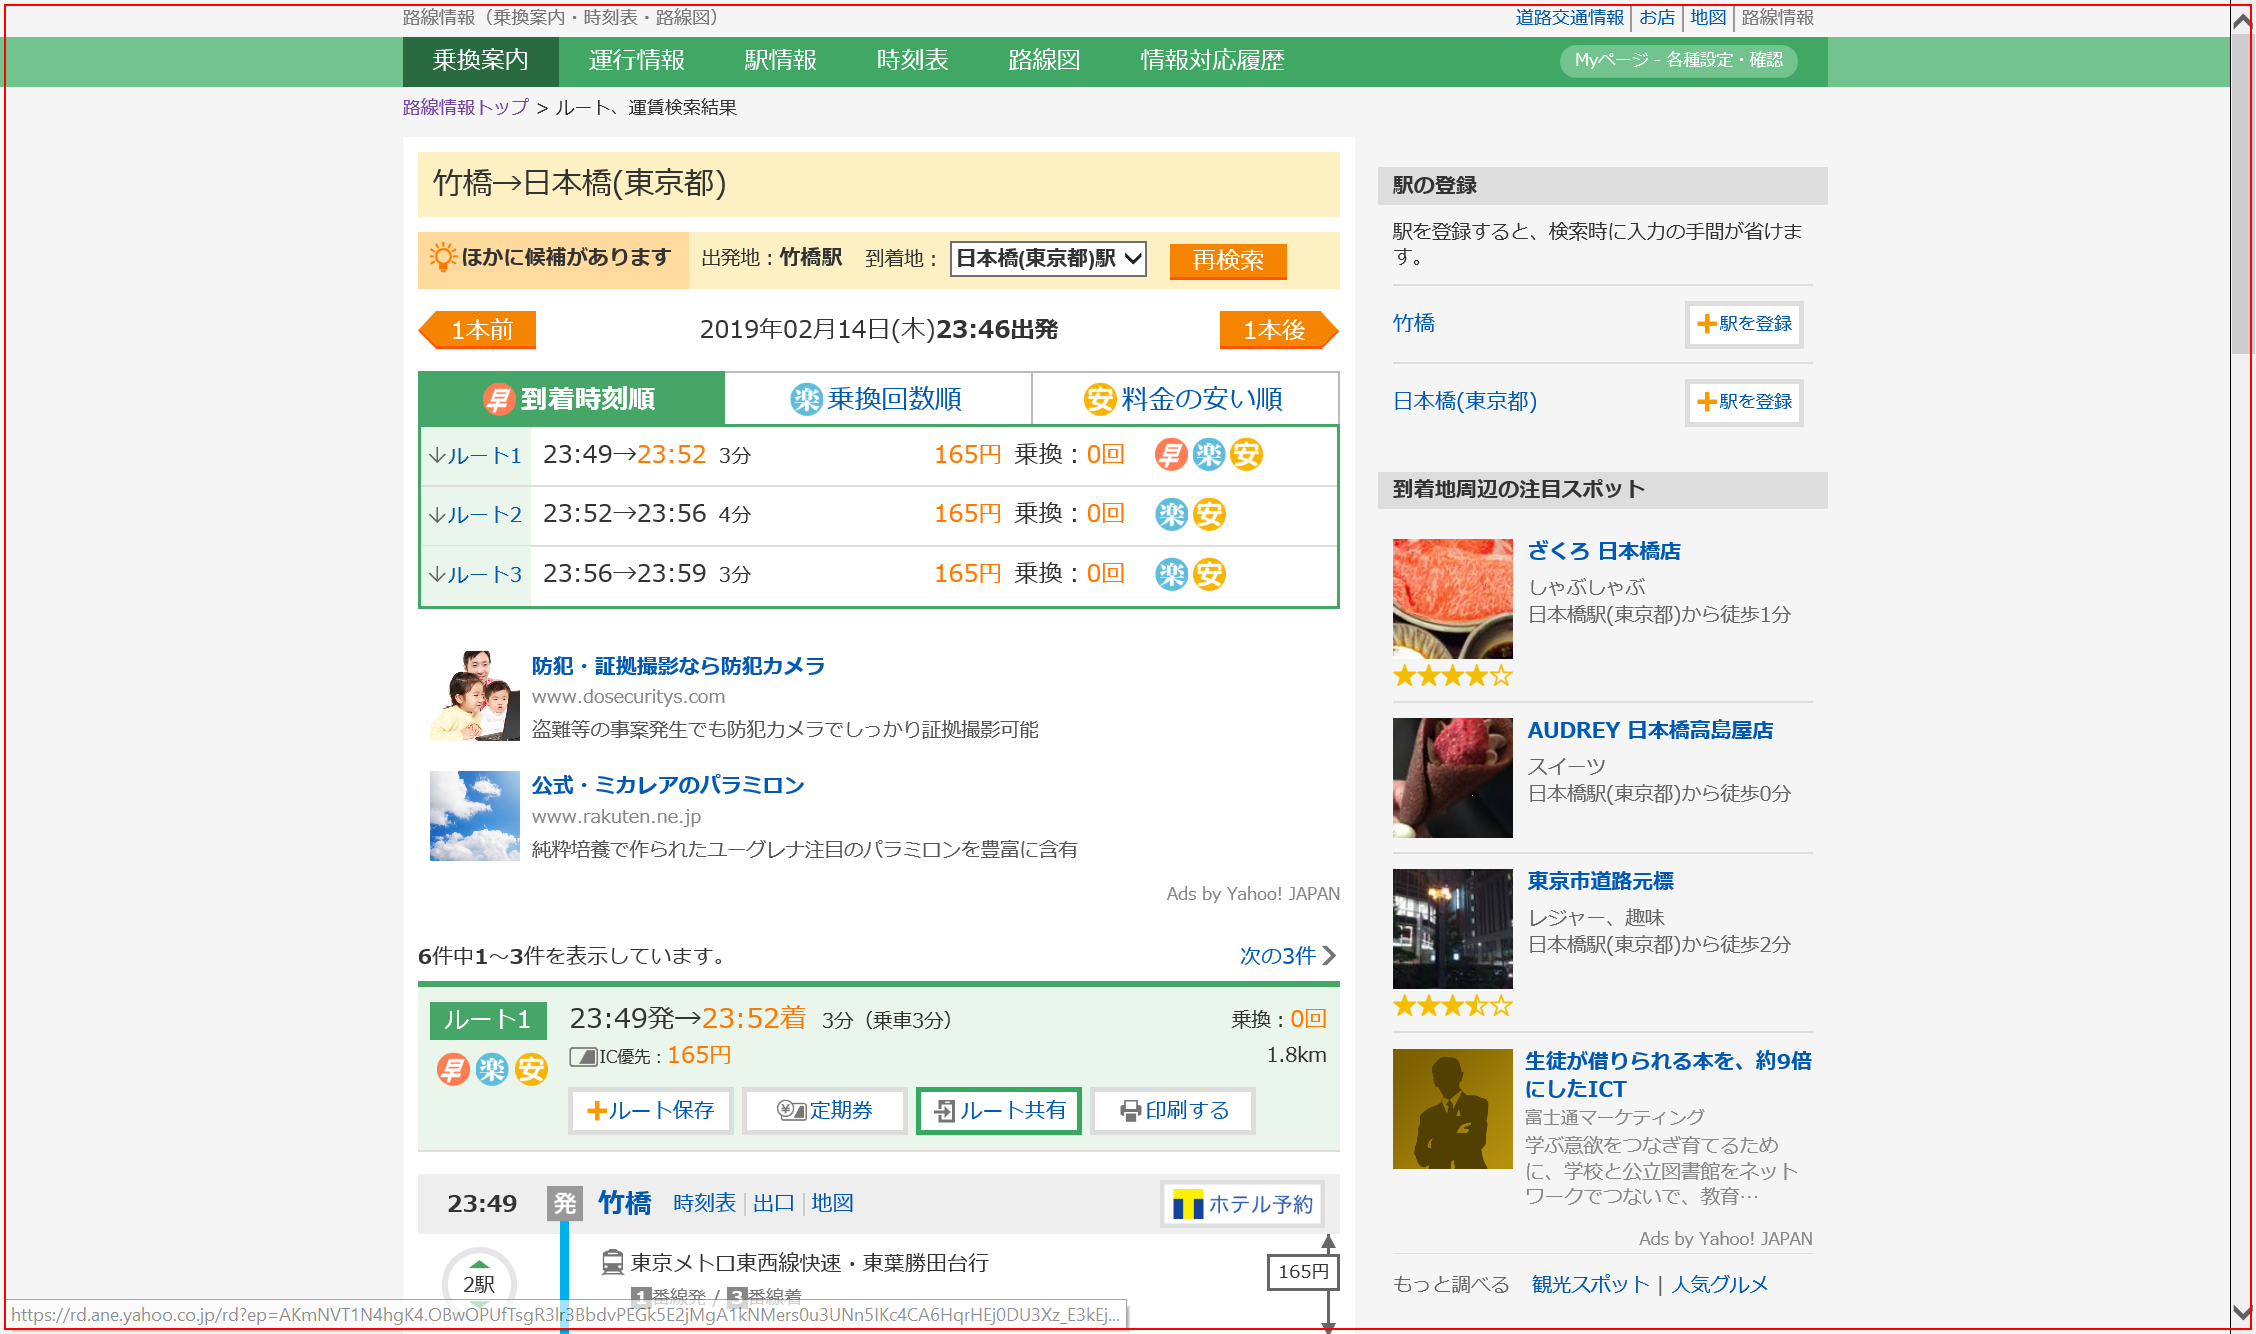 路線情報（乗換案内・時刻表・路線図）
道路交通情報 お店 地図 路線情報
乗換案内 運行情報 駅情報 時刻表 路線図 情報対応履歴 Myページ - 各種設定・確認
路線情報トップ > ルート、運賃検索結果
竹橋→日本橋(東京都)
ほかに候補があります 出発地：竹橋駅 到着地： 日本橋(東京都)駅 再検索
1本前 2019年02月14日(木)23:46出発 1本後
早 到着時刻順 楽 乗換回数順 安 料金の安い順
↓ルート1 23:49→23:52 3分 165円 乗換：0回 早 楽 安
↓ルート2 23:52→23:56 4分 165円 乗換：0回 楽 安
↓ルート3 23:56→23:59 3分 165円 乗換：0回 楽 安
防犯・証拠撮影なら防犯カメラ
www.dosecuritys.com
盗難等の事案発生でも防犯カメラでしっかり証拠撮影可能
公式・ミカレアのパラミロン
www.rakuten.ne.jp
純粋培養で作られたユーグレナ注目のパラミロンを豊富に含有
Ads by Yahoo! JAPAN
6件中1～3件を表示しています。 次の3件
ルート1 23:49発→23:52着 3分（乗車3分） 乗換：0回
早 楽 安 IC優先：165円 1.8km
ルート保存 定期券 ルート共有 印刷する
23:49 発 竹橋 時刻表 出口 地図 ホテル予約
2駅 東京メトロ東西線快速・東葉勝田台行 165円
1番線発 / 3番線着
https://rd.ane.yahoo.co.jp/rd?ep=AKmNVT1N4hgK4.OBwOPUfTsgR3lr3BbdvPEGk5E2jMgA1kNMers0u3UNn5IKc4CA6HqrHEj0DU3Xz_E3kEj...
駅の登録
駅を登録すると、検索時に入力の手間が省けま
す。
竹橋 駅を登録
日本橋(東京都) 駅を登録
到着地周辺の注目スポット
ざくろ 日本橋店
しゃぶしゃぶ
日本橋駅(東京都)から徒歩1分
AUDREY 日本橋高島屋店
スイーツ
日本橋駅(東京都)から徒歩0分
東京市道路元標
レジャー、趣味
日本橋駅(東京都)から徒歩2分
生徒が借りられる本を、約9倍
にしたICT
富士通マーケティング
学ぶ意欲をつなぎ育てるため
に、学校と公立図書館をネット
ワークでつないで、教育…
Ads by Yahoo! JAPAN
もっと調べる 観光スポット | 人気グルメ